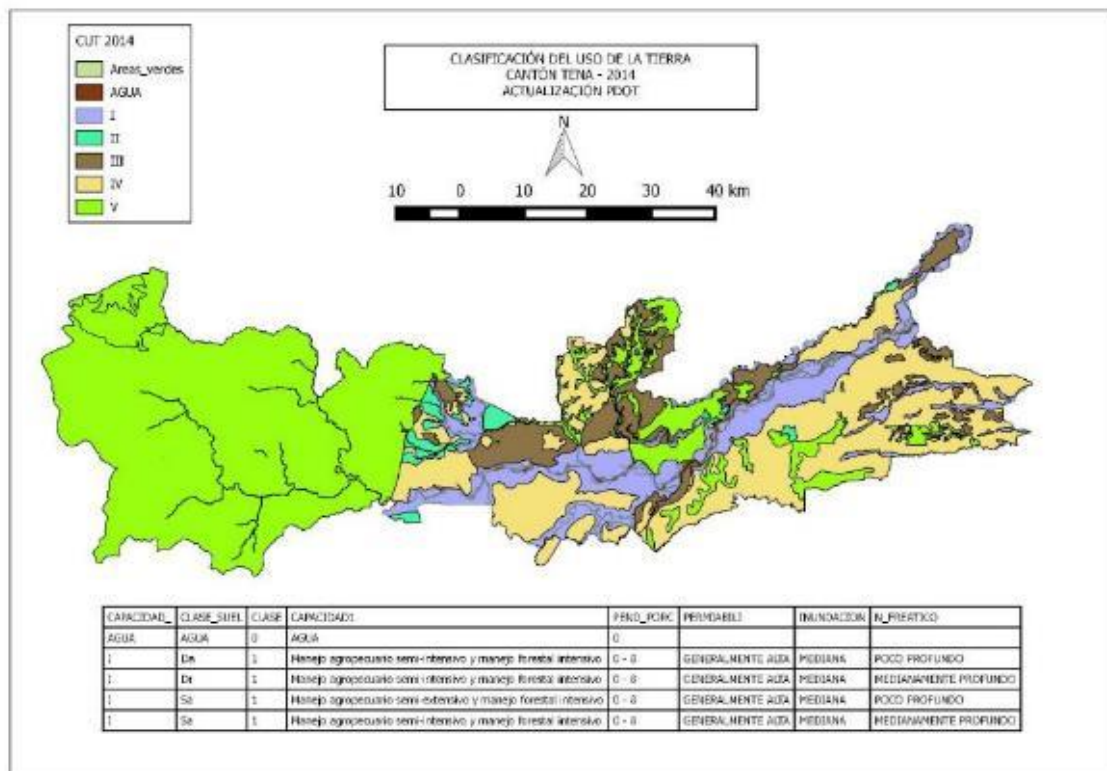 CUT 2014
Areas_verdes
AGUA
I
II
III
IV
V
CLASIFICACIÓN DEL USO DE LA TIERRA
CANTÓN TENA - 2014
ACTUALIZACIÓN PDOT
N
10 0 10 20 30 40 km
CAPACIDAD_ CLASE_SUEL CLASE CAPACIDAD1 PEND_PORC PERMIABILI INUNDACION N_FREATICO
AGUA AGUA 0 AGUA 0
I Da 1 Manejo agropecuario semi-intensivo y manejo forestal intensivo 0 - 8 GENERALMENTE ALTA MEDIANA POCO PROFUNDO
I 1 Manejo agropecuario semi-intensivo y manejo forestal intensivo 0 - 8 GENERALMENTE ALTA MEDIANA MEDIANAMENTE PROFUNDO
I Sa 1 Manejo agropecuario semi-extensivo y manejo forestal intensivo 0 - 8 GENERALMENTE ALTA MEDIANA POCO PROFUNDO
I Sa 1 Manejo agropecuario semi-intensivo y manejo forestal intensivo 0 - 8 GENERALMENTE ALTA MEDIANA MEDIANAMENTE PROFUNDO